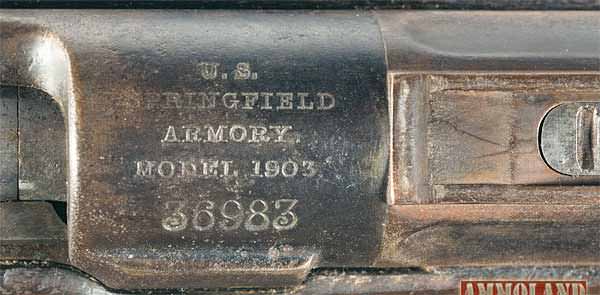 U.S.
SPRINGFIELD
ARMORY.
MODEL 1903
36983
AMMOLAND